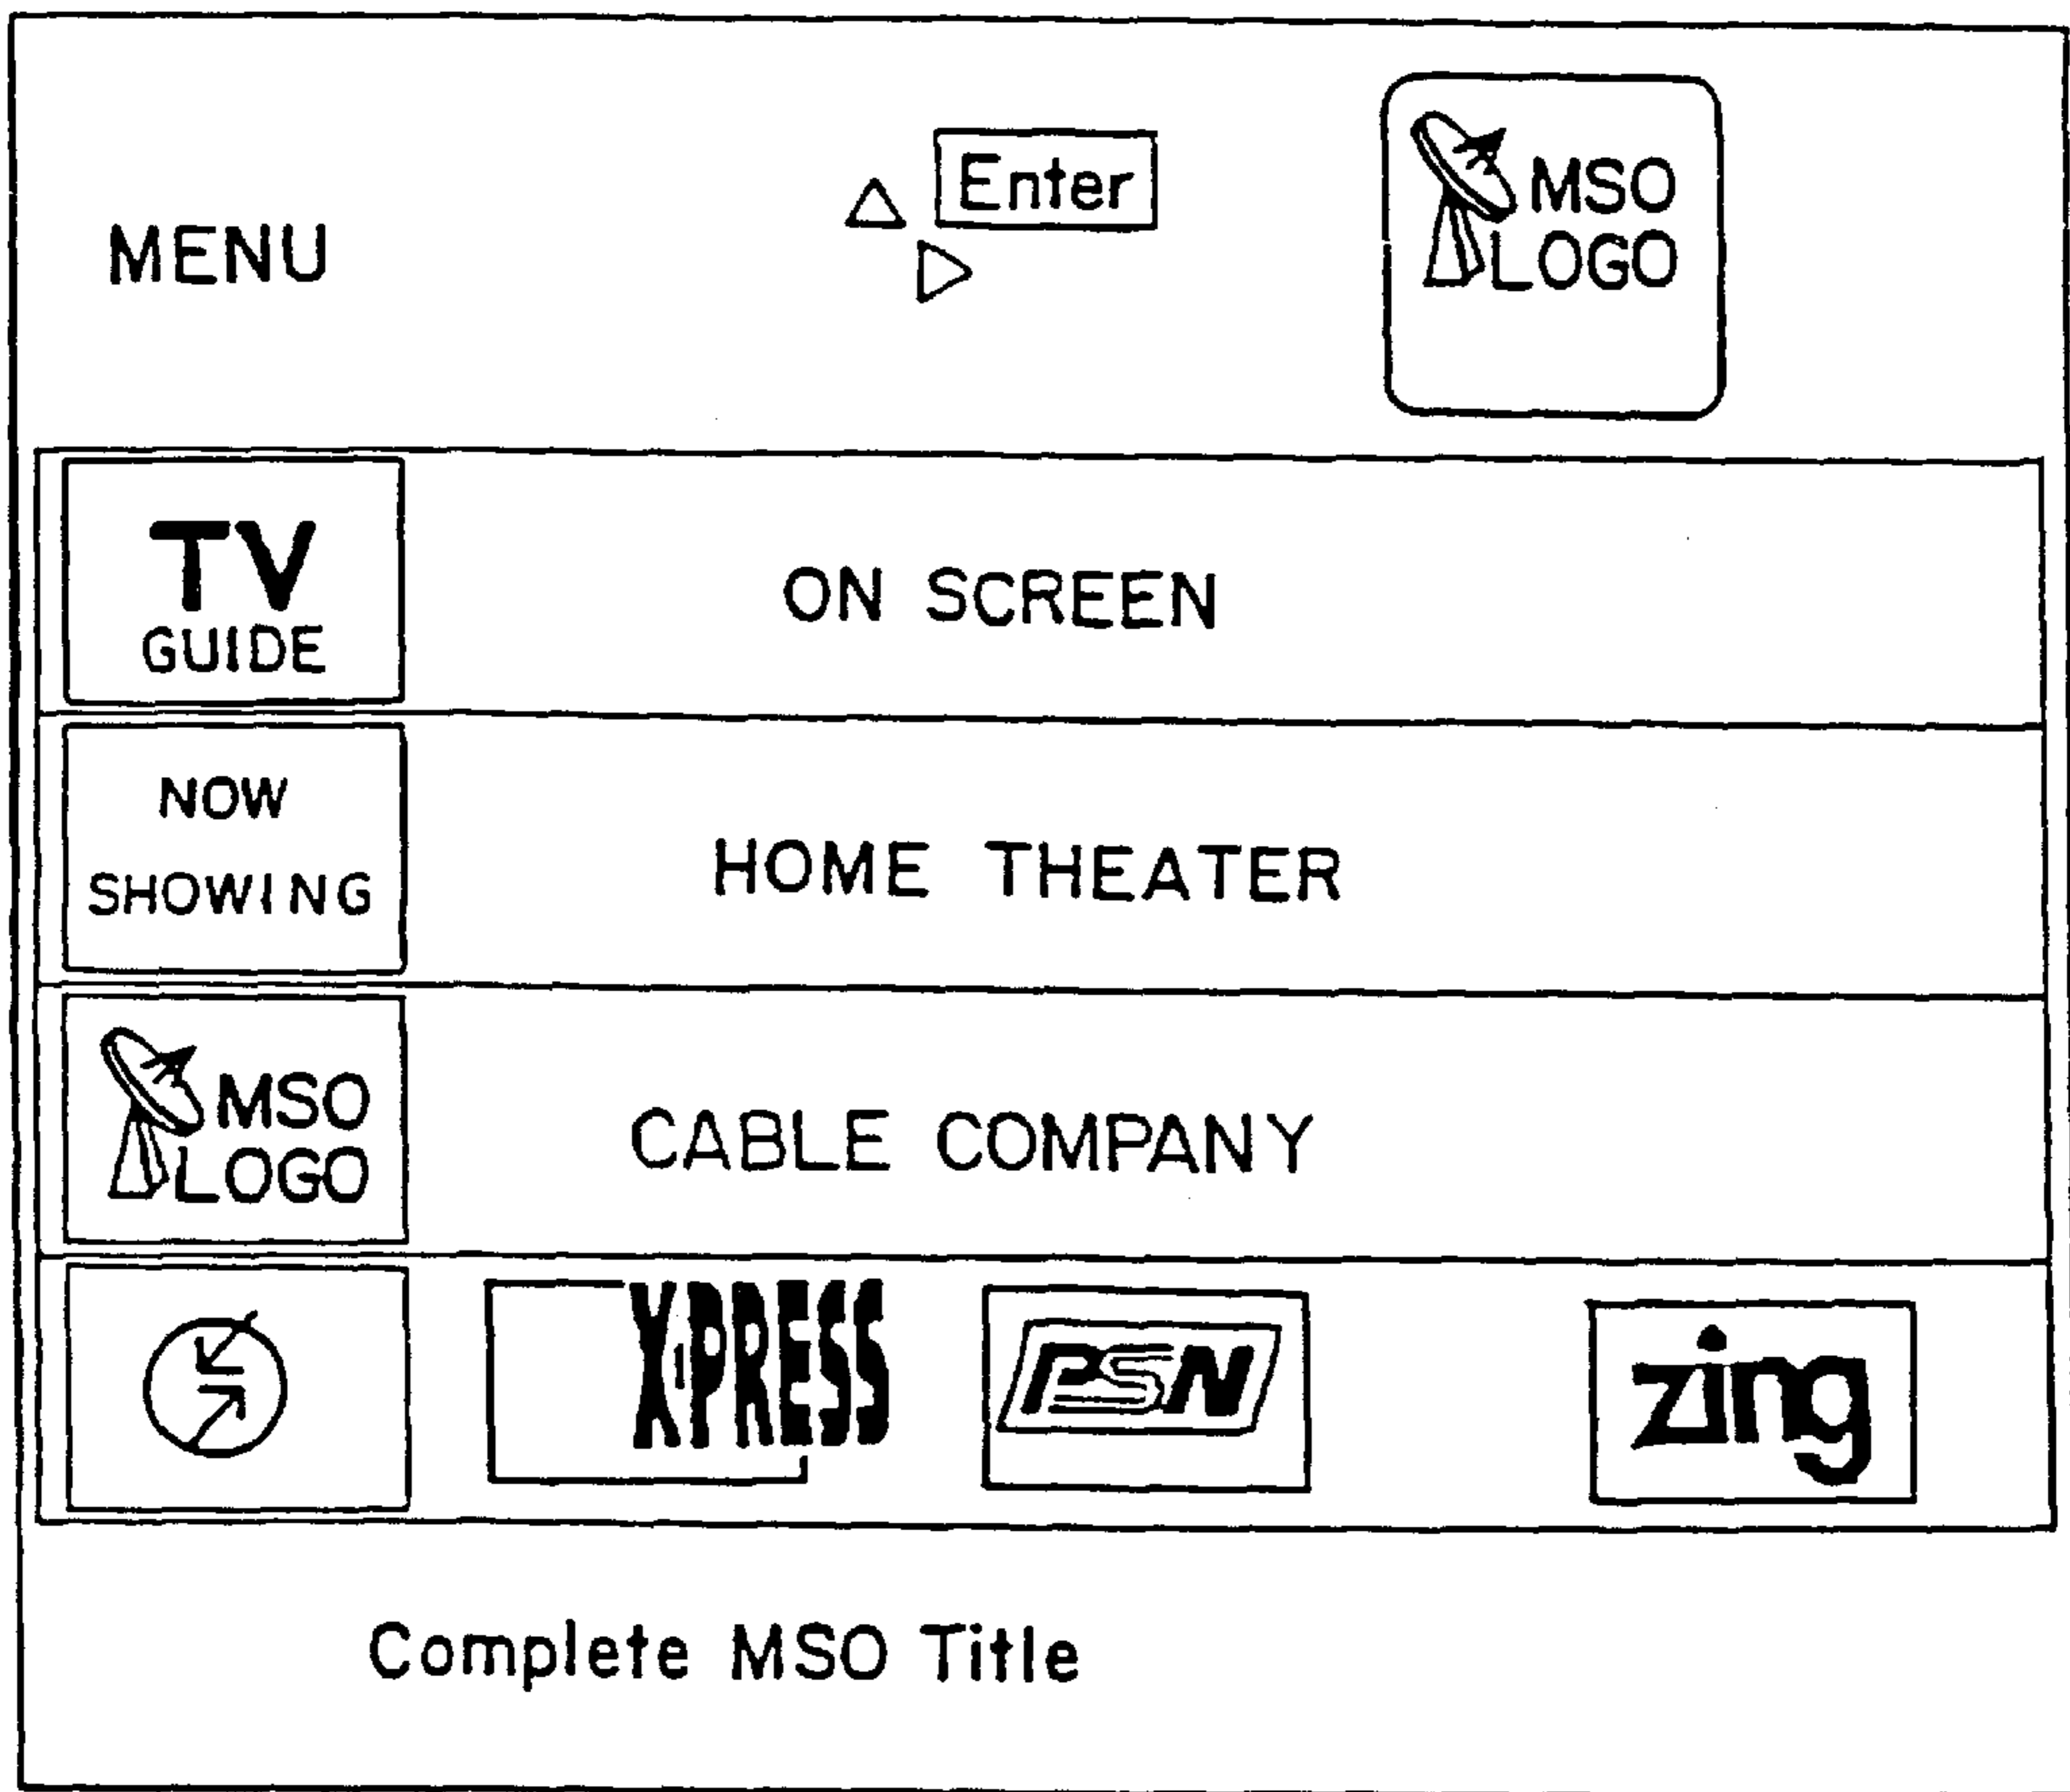 MENU
Enter
MSO
LOGO
TV
GUIDE
ON SCREEN
NOW
SHOWING
HOME THEATER
MSO
LOGO
CABLE COMPANY
X·PRESS
PSN
zing
Complete MSO Title